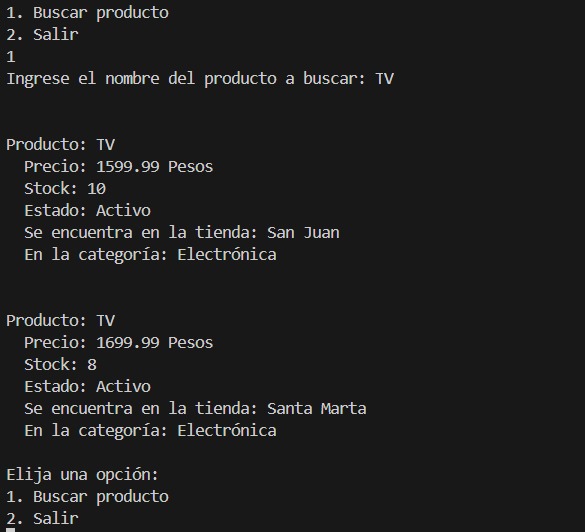 1. Buscar producto
2. Salir
1
Ingrese el nombre del producto a buscar: TV
Producto: TV
Precio: 1599.99 Pesos
Stock: 10
Estado: Activo
Se encuentra en la tienda: San Juan
En la categoría: Electrónica
Producto: TV
Precio: 1699.99 Pesos
Stock: 8
Estado: Activo
Se encuentra en la tienda: Santa Marta
En la categoría: Electrónica
Elija una opción:
1. Buscar producto
2. Salir